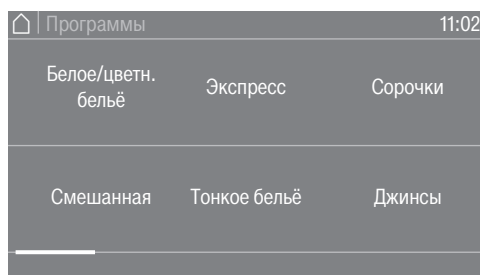 Программы 11:02
Белое/цветн.
бельё
Экспресс
Сорочки
Смешанная
Тонкое бельё
Джинсы